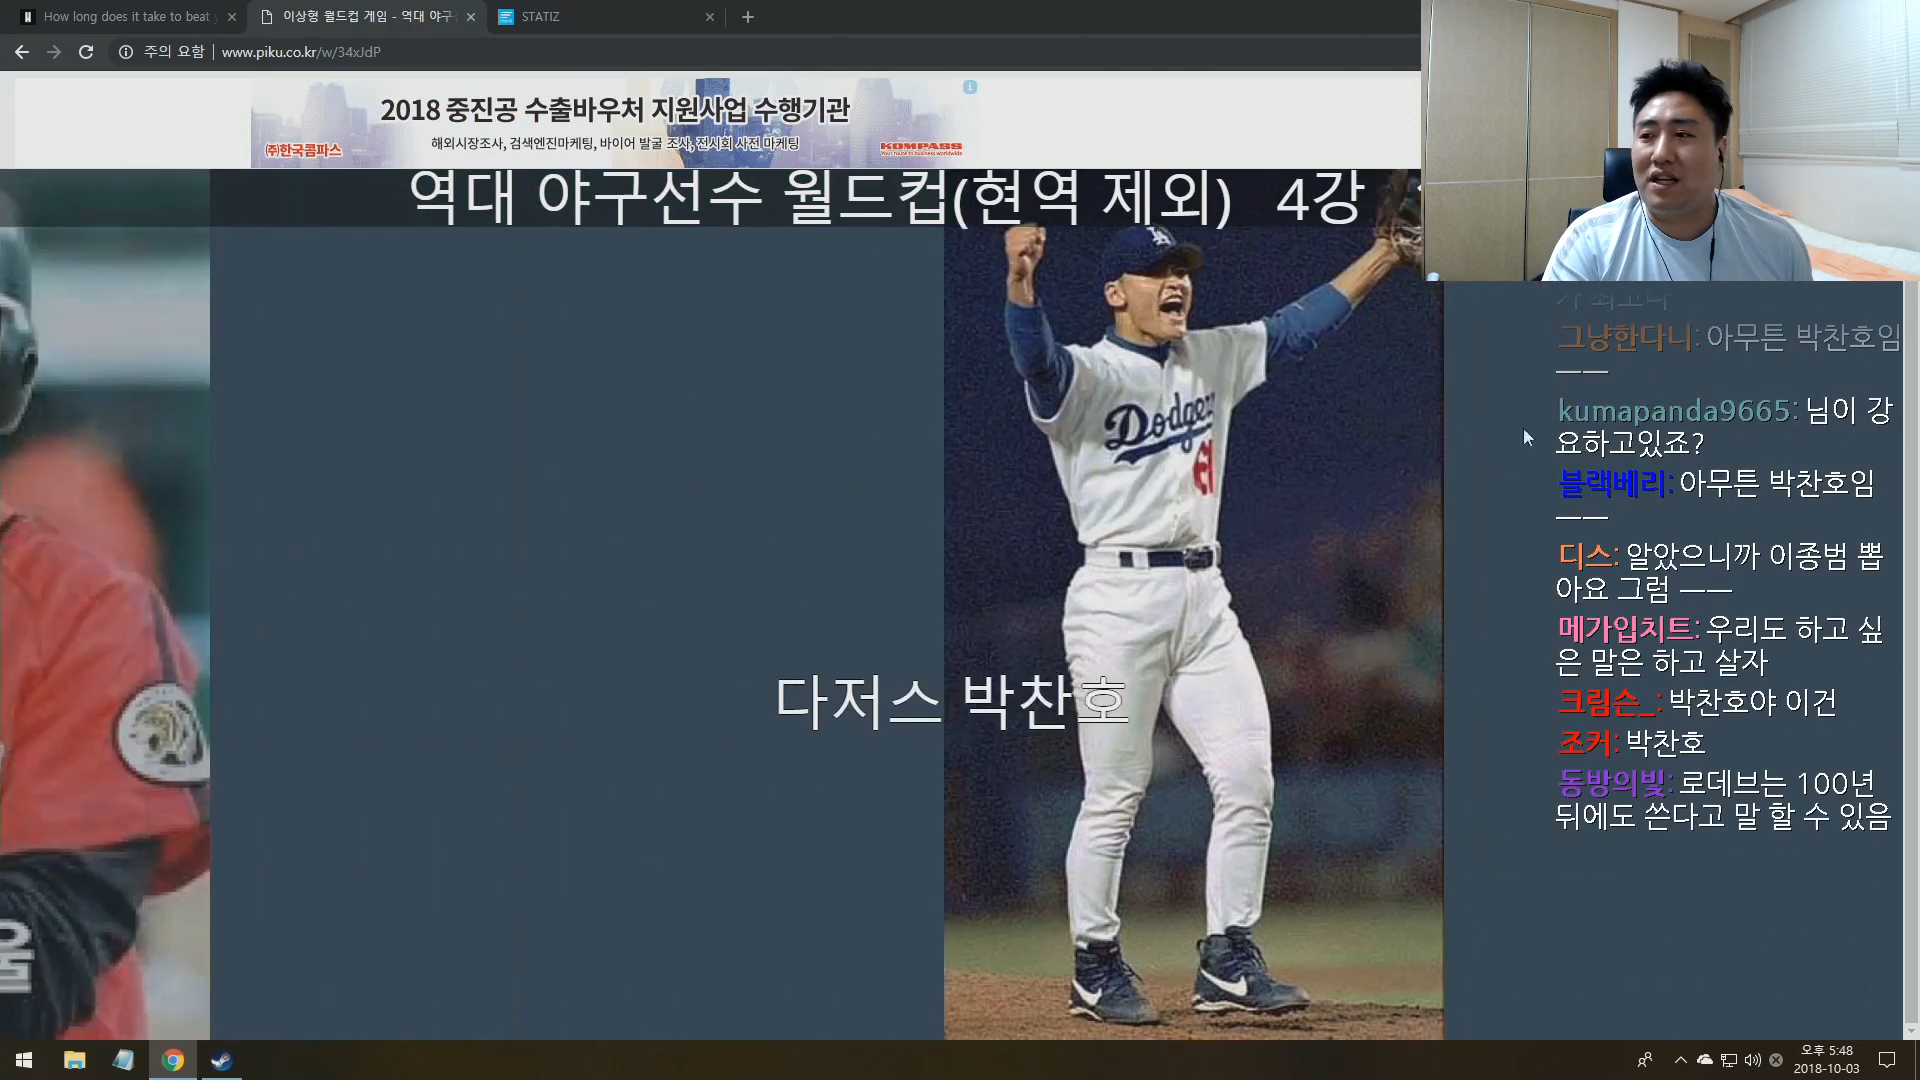 How long does it take to beat
이상형 월드컵 게임 - 역대 야구
STATIZ
주의 요함
www.piku.co.kr/w/34xJdP
2018 중진공 수출바우처 지원사업 수행기관
해외시장조사, 검색엔진마케팅, 바이어 발굴 조사, 전시회 사전 마케팅
㈜한국콤파스
KOMPASS
역대 야구선수 월드컵(현역 제외) 4강
LA
Dodgers
61
다저스 박찬호
가 최고다
그냥한다니: 아무튼 박찬호임
ㅡㅡ
kumapanda9665: 님이 강
요하고있죠?
블랙베리: 아무튼 박찬호임
ㅡㅡ
디스: 알았으니까 이종범 뽑
아요 그럼 ㅡㅡ
메가입치트: 우리도 하고 싶
은 말은 하고 살자
크림슨_: 박찬호야 이건
조커: 박찬호
동방의빛: 로데브는 100년
뒤에도 쓴다고 말 할 수 있음
오후 5:48
2018-10-03